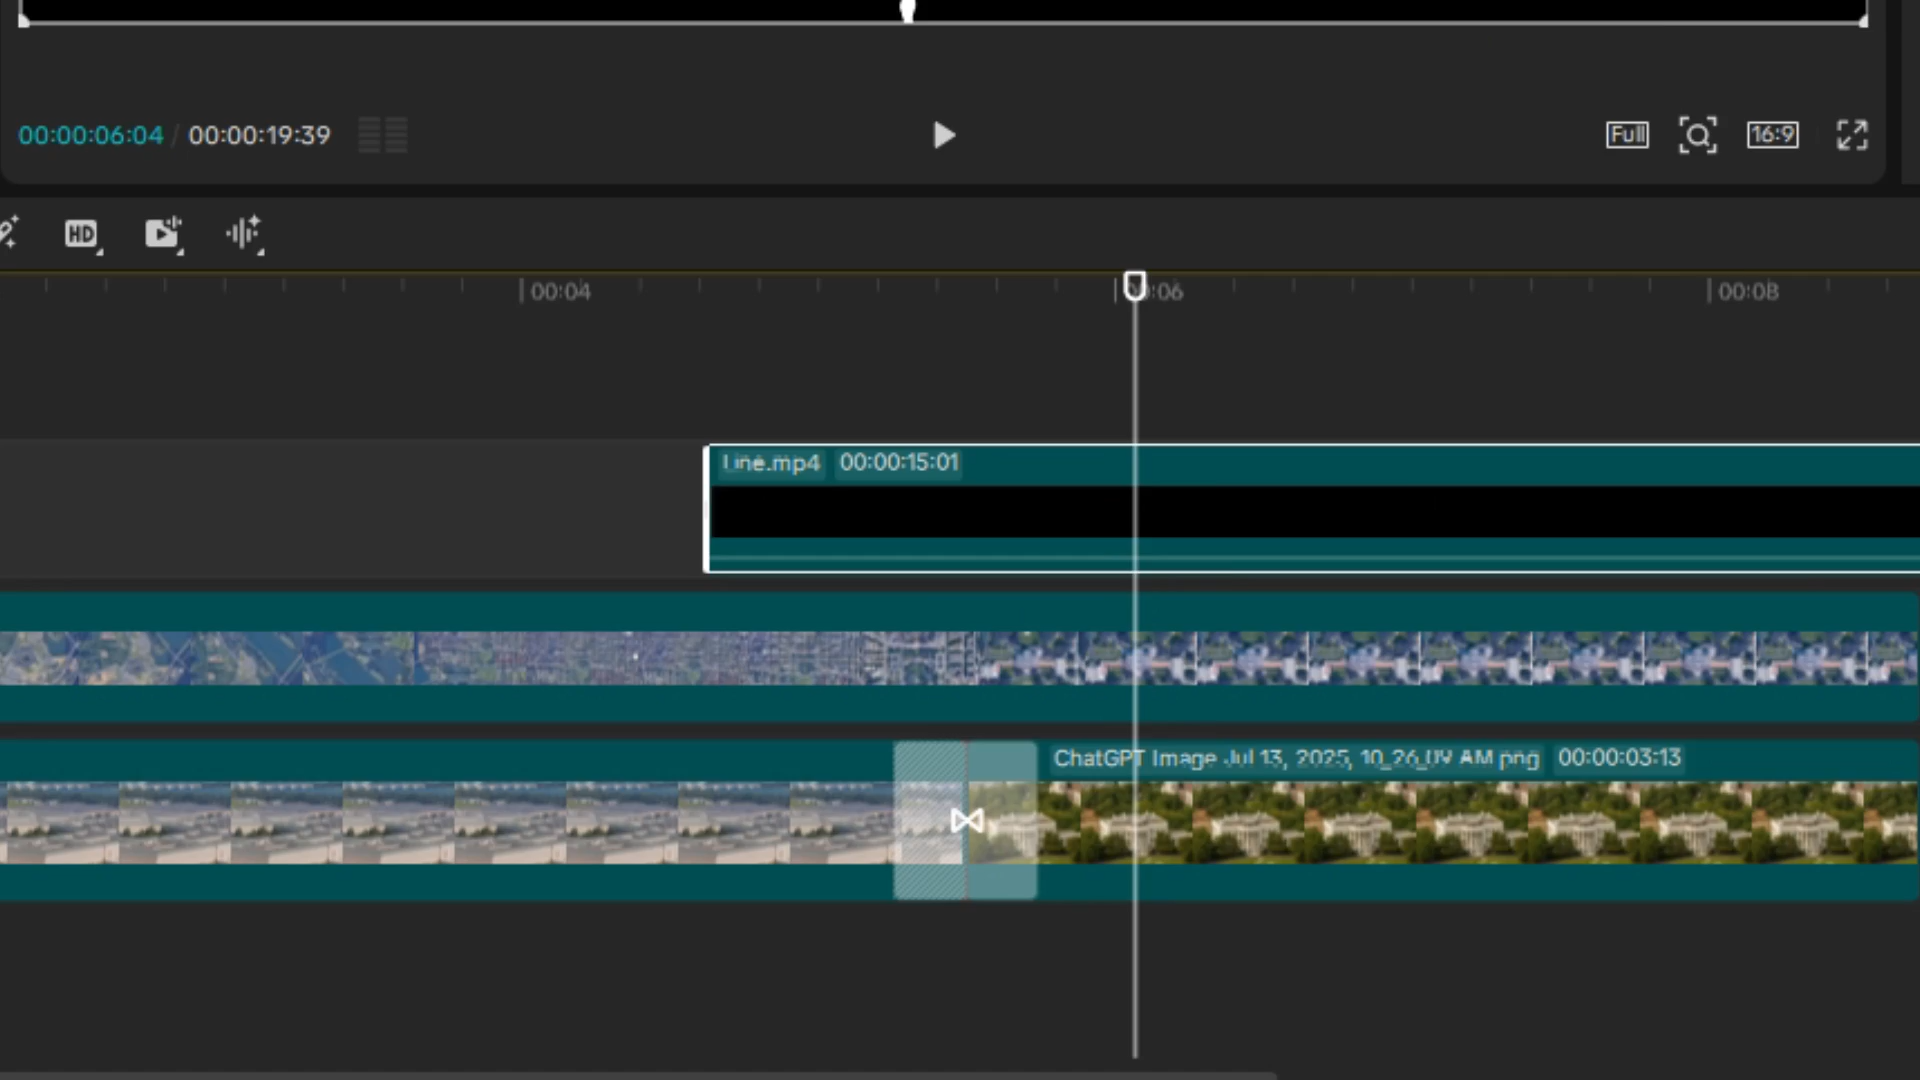 00:00:06:04 / 00:00:19:39
Full
16:9
HD
00:04
00:06
00:08
Line.mp4 00:00:15:01
ChatGPT Image Jul 13, 2025, 10_26_09 AM.png 00:00:03:13